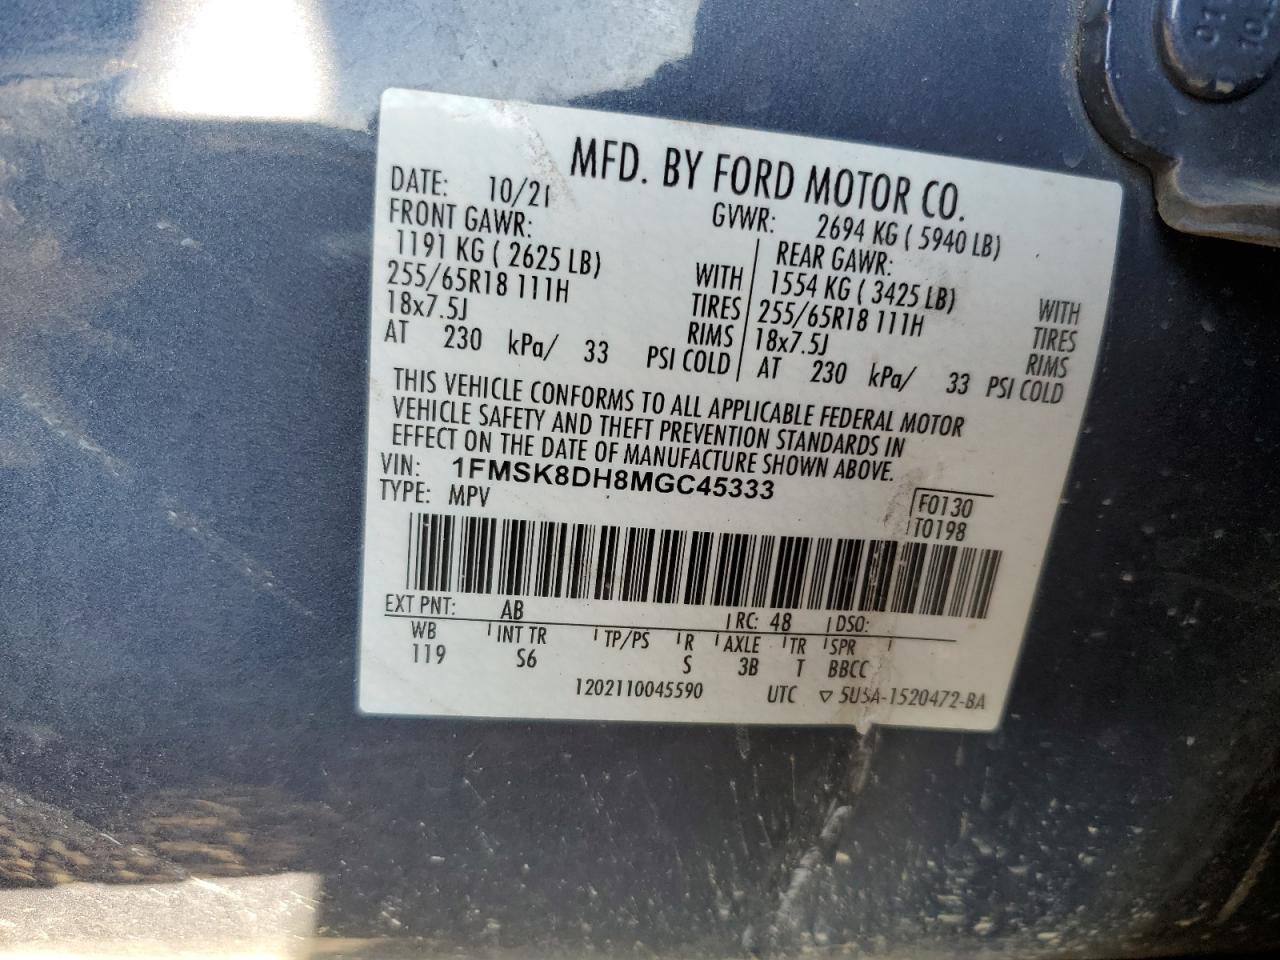 MFD. BY FORD MOTOR CO.
DATE: 10/21
GVWR: 2694 KG ( 5940 LB)
FRONT GAWR:
1191 KG ( 2625 LB) WITH
255/65R18 111H TIRES
18x7.5J RIMS
AT 230 kPa/ 33 PSI COLD
REAR GAWR:
1554 KG ( 3425 LB) WITH
255/65R18 111H TIRES
18x7.5J RIMS
AT 230 kPa/ 33 PSI COLD
THIS VEHICLE CONFORMS TO ALL APPLICABLE FEDERAL MOTOR
VEHICLE SAFETY AND THEFT PREVENTION STANDARDS IN
EFFECT ON THE DATE OF MANUFACTURE SHOWN ABOVE.
VIN: 1FMSK8DH8MGC45333
TYPE: MPV
F0130
T0198
EXT PNT: AB RC: 48 DSO:
WB INT TR TP/PS R AXLE TR SPR
119 S6 S 3B T BBCC
1202110045590 UTC ▽ 5U5A-1520472-BA